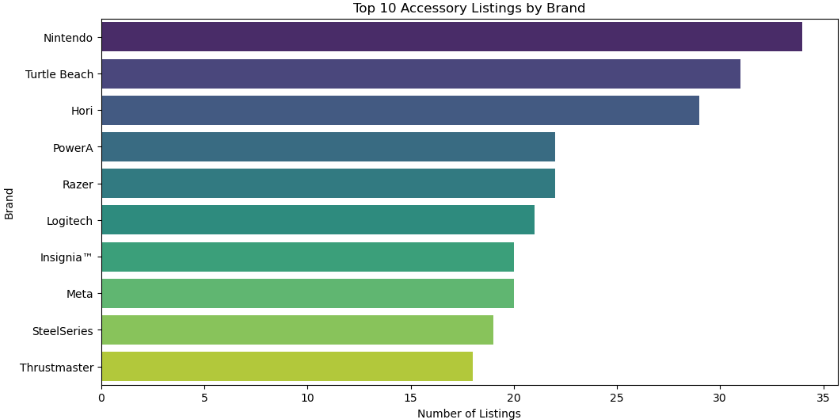 Top 10 Accessory Listings by Brand
Nintendo
Turtle Beach
Hori
PowerA
Razer
Logitech
Insignia™
Meta
SteelSeries
Thrustmaster
Brand
0 5 10 15 20 25 30 35
Number of Listings